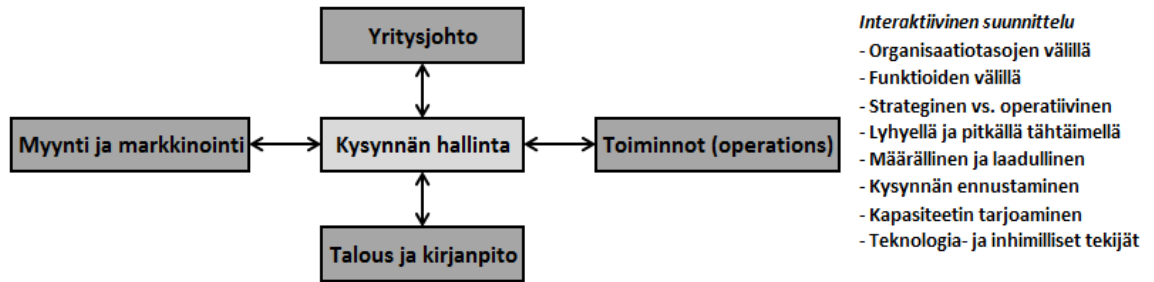 Yritysjohto
Myynti ja markkinointi
Kysynnän hallinta
Toiminnot (operations)
Talous ja kirjanpito
Interaktiivinen suunnittelu
- Organisaatiotasojen välillä
- Funktioiden välillä
- Strateginen vs. operatiivinen
- Lyhyellä ja pitkällä tähtäimellä
- Määrällinen ja laadullinen
- Kysynnän ennustaminen
- Kapasiteetin tarjoaminen
- Teknologia- ja inhimilliset tekijät